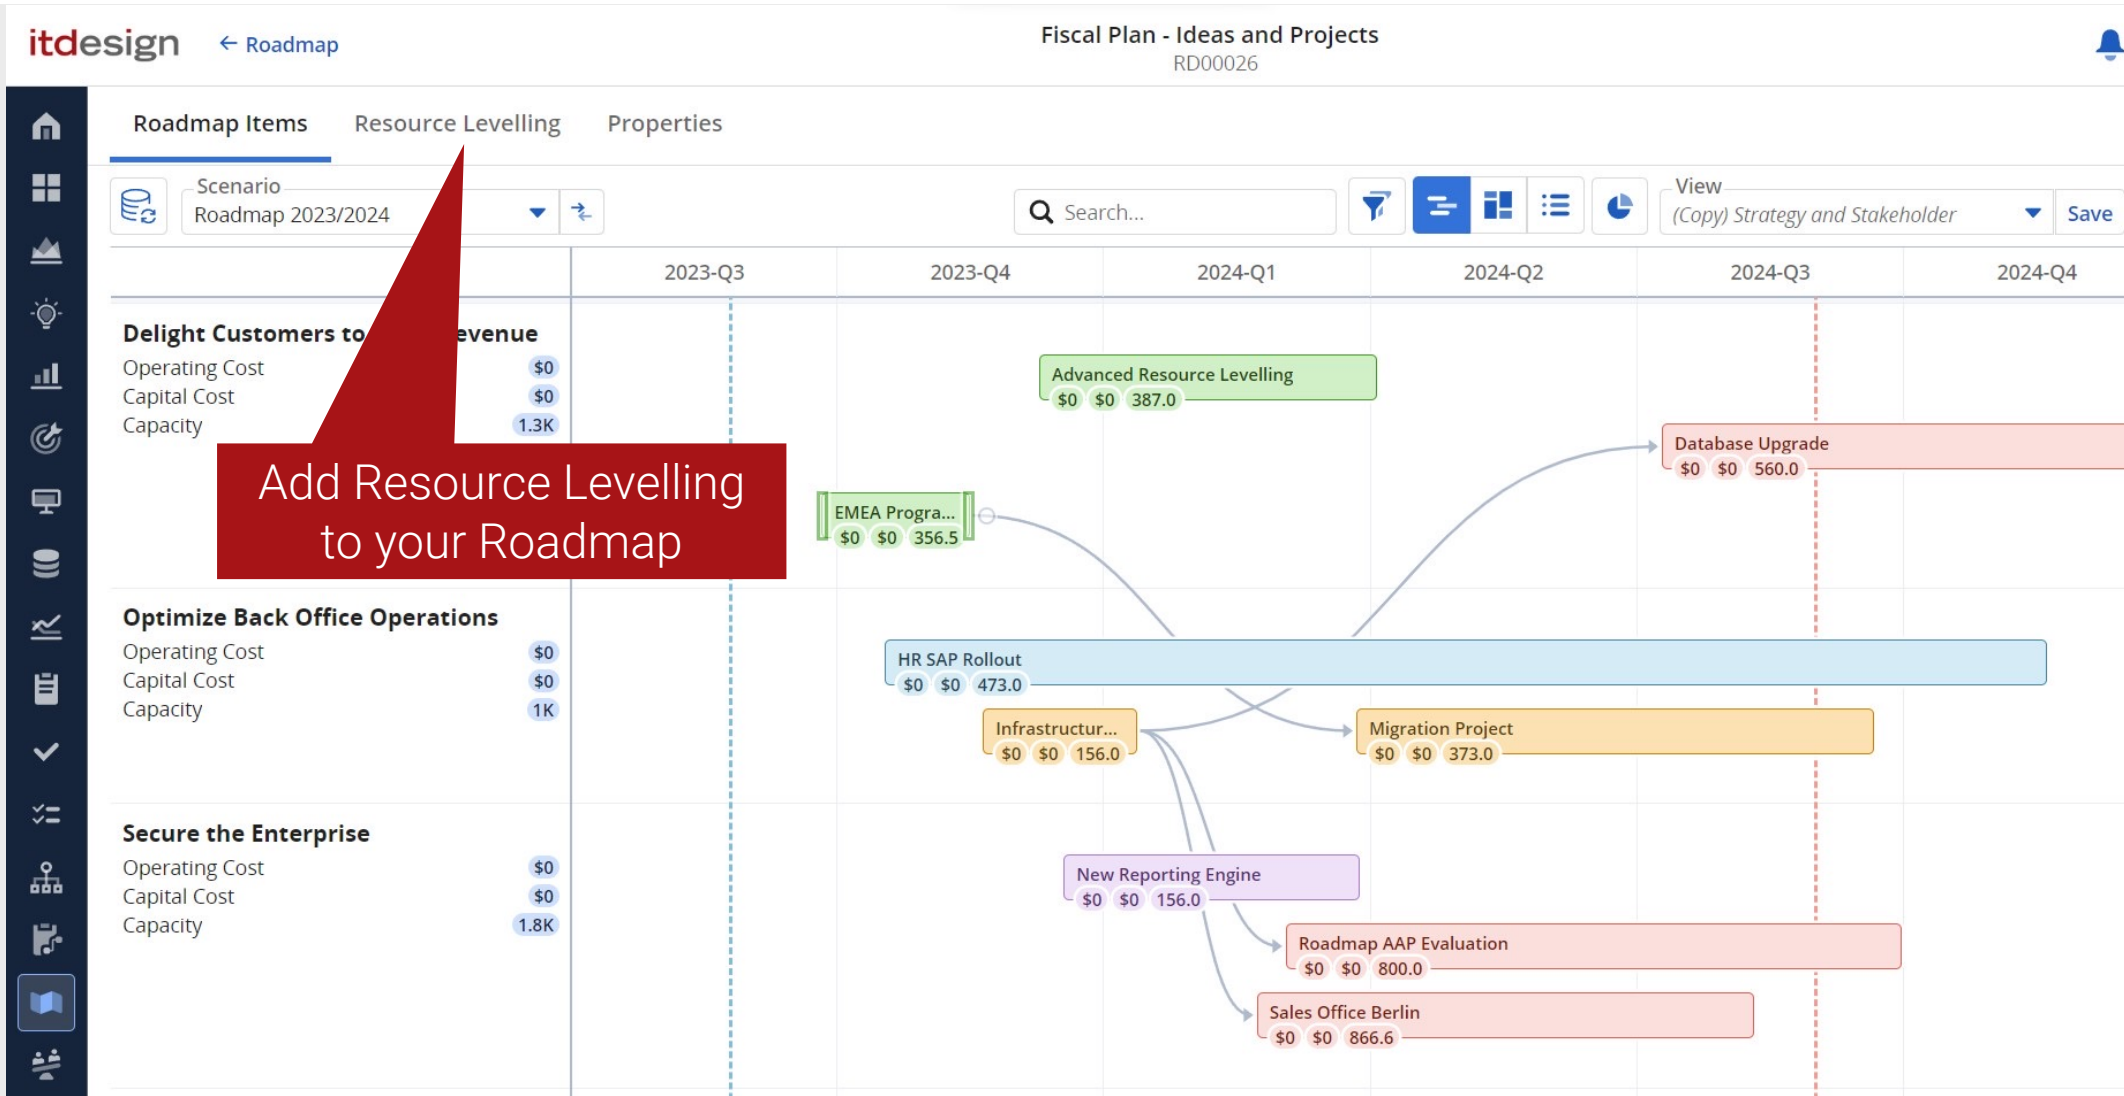 itdesign
← Roadmap
Fiscal Plan - Ideas and Projects
RD00026
Roadmap Items
Resource Levelling
Properties
Scenario
Roadmap 2023/2024
Search...
View
(Copy) Strategy and Stakeholder
Save
2023-Q3
2023-Q4
2024-Q1
2024-Q2
2024-Q3
2024-Q4
Delight Customers to evenue
Operating Cost $0
Capital Cost $0
Capacity 1.3K
Add Resource Levelling
to your Roadmap
Advanced Resource Levelling
$0 $0 387.0
Database Upgrade
$0 $0 560.0
EMEA Progra...
$0 $0 356.5
Optimize Back Office Operations
Operating Cost $0
Capital Cost $0
Capacity 1K
HR SAP Rollout
$0 $0 473.0
Infrastructur...
$0 $0 156.0
Migration Project
$0 $0 373.0
Secure the Enterprise
Operating Cost $0
Capital Cost $0
Capacity 1.8K
New Reporting Engine
$0 $0 156.0
Roadmap AAP Evaluation
$0 $0 800.0
Sales Office Berlin
$0 $0 866.6